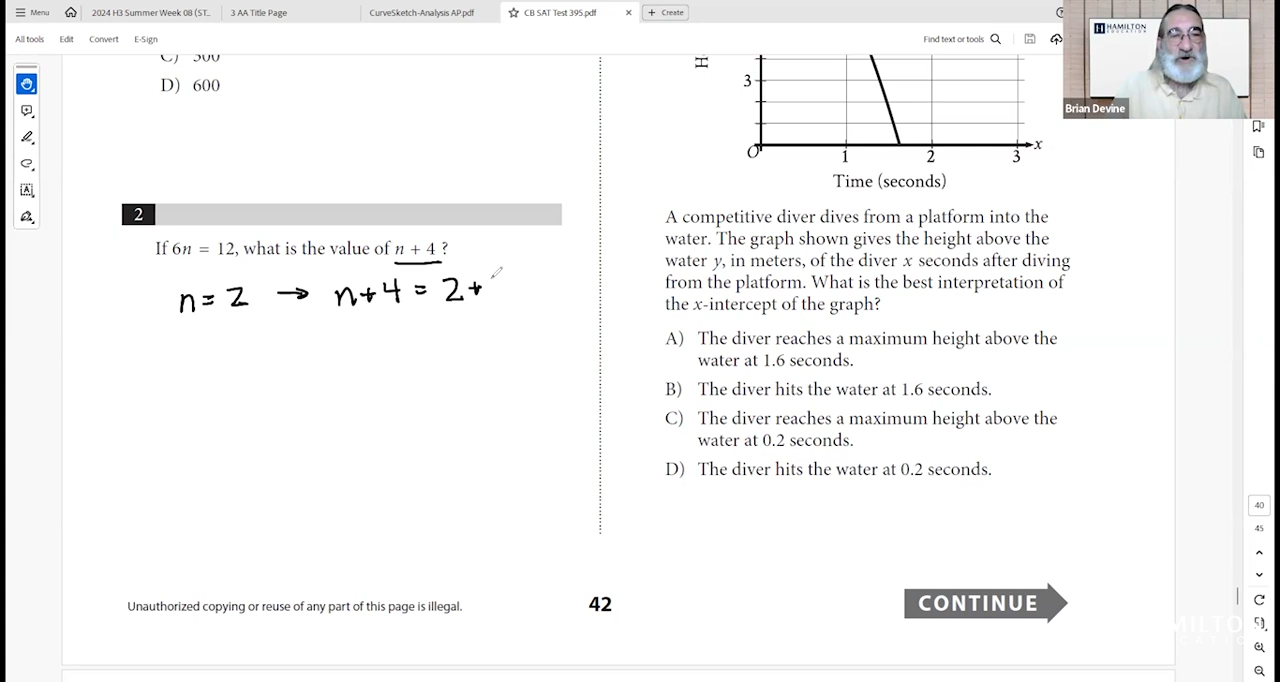 Menu
2024 H3 Summer Week 08 (ST...
3 AA Title Page
CurveSketch-Analysis AP.pdf
CB SAT Test 395.pdf
Create
All tools
Edit
Convert
E-Sign
Find text or tools
HAMILTON
EDUCATION
Brian Devine
C) 300
D) 600
2
If 6n = 12, what is the value of n + 4 ?
n = 2 → n+4 = 2+
H
3
O
1
2
3
x
Time (seconds)
A competitive diver dives from a platform into the
water. The graph shown gives the height above the
water y, in meters, of the diver x seconds after diving
from the platform. What is the best interpretation of
the x-intercept of the graph?
A) The diver reaches a maximum height above the
water at 1.6 seconds.
B) The diver hits the water at 1.6 seconds.
C) The diver reaches a maximum height above the
water at 0.2 seconds.
D) The diver hits the water at 0.2 seconds.
40
45
Unauthorized copying or reuse of any part of this page is illegal.
42
CONTINUE